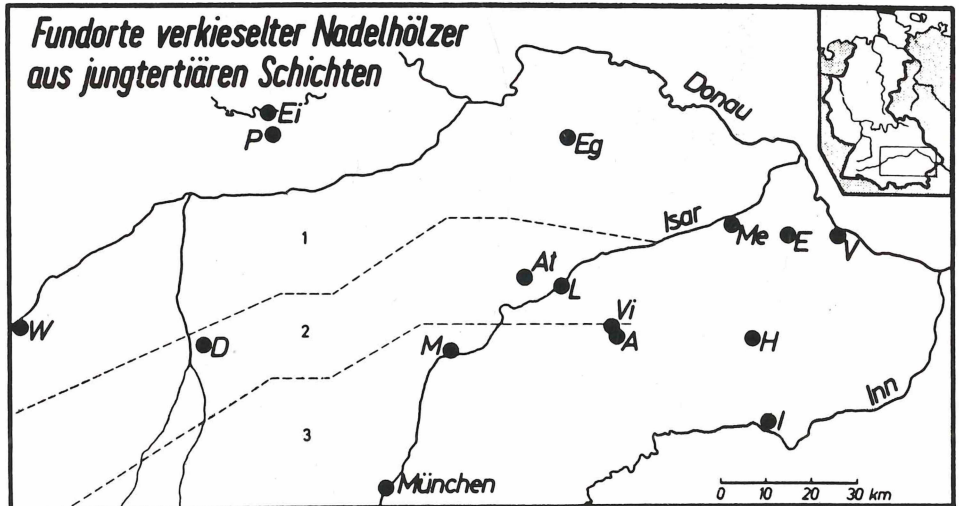 Fundorte verkieselter Nadelhölzer
aus jungtertiären Schichten
Ei
P
Donau
Eg
Isar
Me
E
V
1
At
L
W
2
Vi
D
M
A
H
Inn
I
3
München
0 10 20 30 km